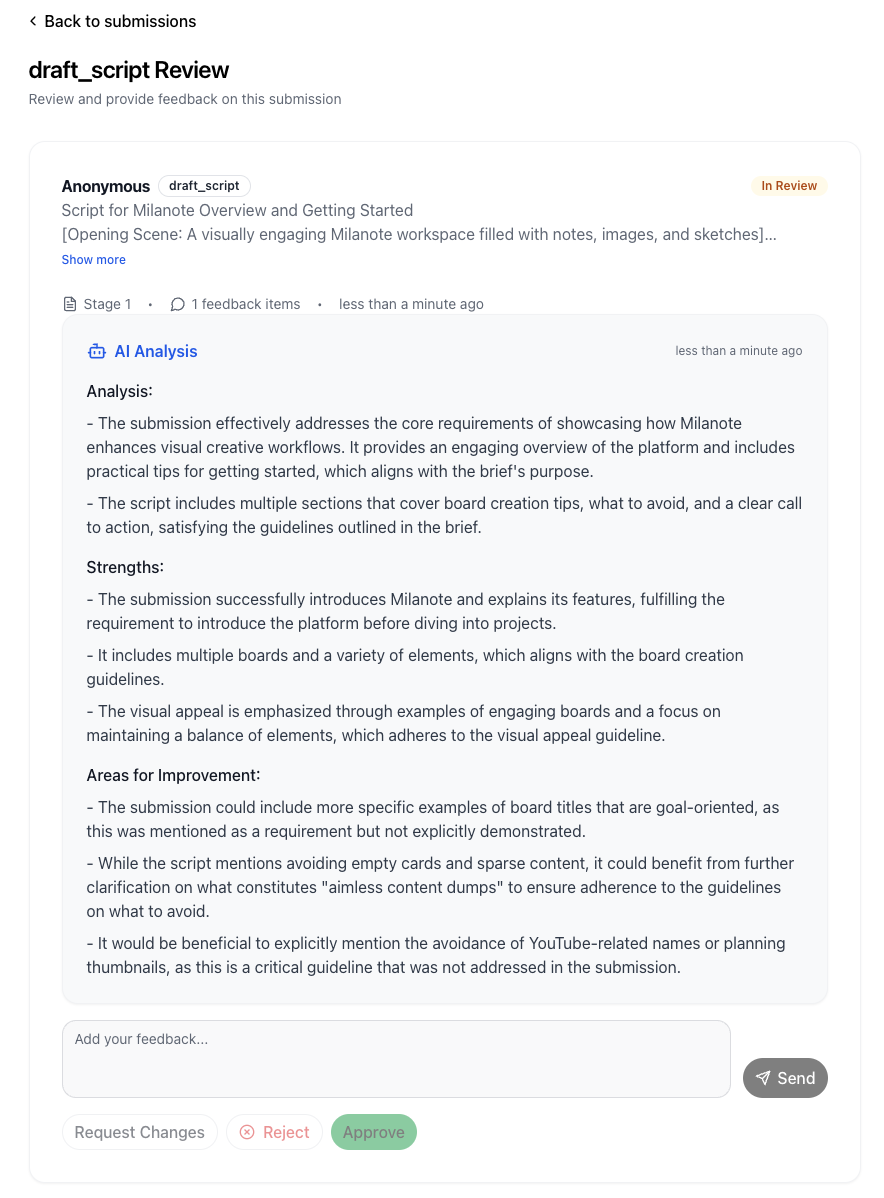 Back to submissions
draft_script Review
Review and provide feedback on this submission
Anonymous draft_script In Review
Script for Milanote Overview and Getting Started
[Opening Scene: A visually engaging Milanote workspace filled with notes, images, and sketches]...
Show more
Stage 1 • 1 feedback items • less than a minute ago
AI Analysis less than a minute ago
Analysis:
- The submission effectively addresses the core requirements of showcasing how Milanote
enhances visual creative workflows. It provides an engaging overview of the platform and includes
practical tips for getting started, which aligns with the brief's purpose.
- The script includes multiple sections that cover board creation tips, what to avoid, and a clear call
to action, satisfying the guidelines outlined in the brief.
Strengths:
- The submission successfully introduces Milanote and explains its features, fulfilling the
requirement to introduce the platform before diving into projects.
- It includes multiple boards and a variety of elements, which aligns with the board creation
guidelines.
- The visual appeal is emphasized through examples of engaging boards and a focus on
maintaining a balance of elements, which adheres to the visual appeal guideline.
Areas for Improvement:
- The submission could include more specific examples of board titles that are goal-oriented, as
this was mentioned as a requirement but not explicitly demonstrated.
- While the script mentions avoiding empty cards and sparse content, it could benefit from further
clarification on what constitutes "aimless content dumps" to ensure adherence to the guidelines
on what to avoid.
- It would be beneficial to explicitly mention the avoidance of YouTube-related names or planning
thumbnails, as this is a critical guideline that was not addressed in the submission.
Add your feedback...
Send
Request Changes Reject Approve